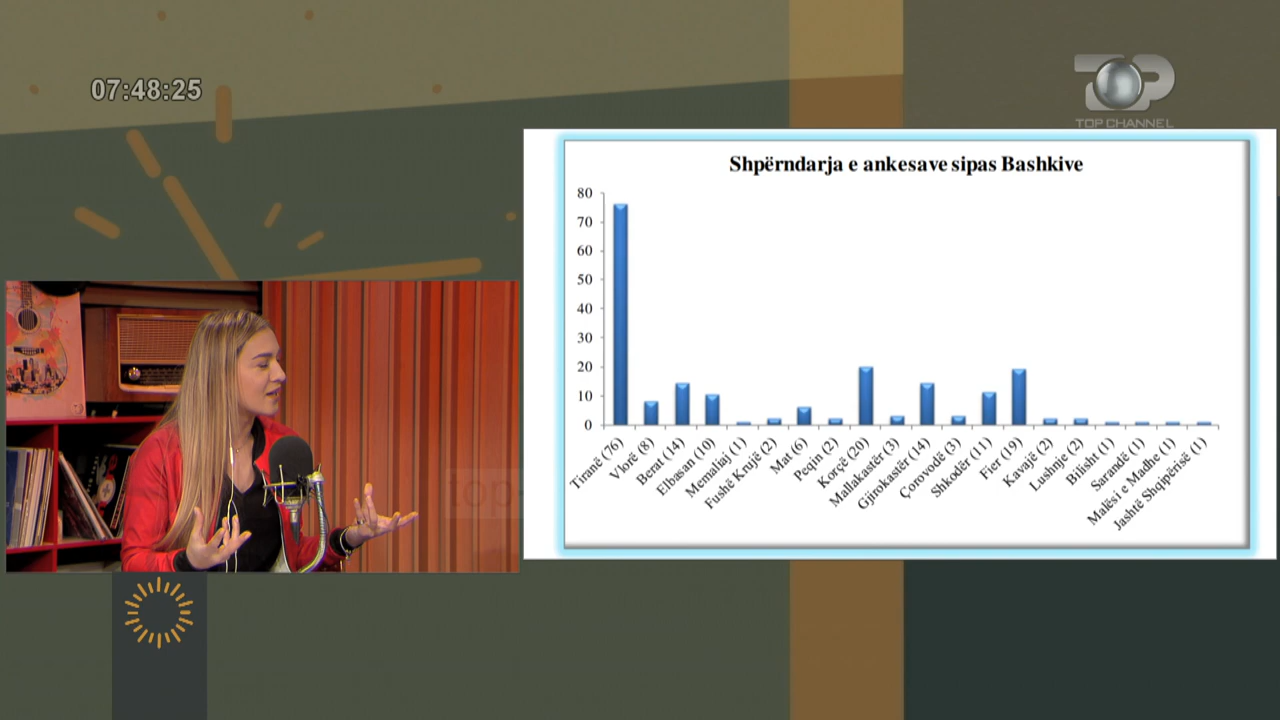 07:48:25
TOP
TOP CHANNEL
Shpërndarja e ankesave sipas Bashkive
80
70
60
50
40
30
20
10
0
Tiranë (76)
Vlorë (8)
Berat (14)
Elbasan (10)
Memaliaj (1)
Fushë Krujë (2)
Mat (6)
Peqin (2)
Korçë (20)
Mallakastër (3)
Gjirokastër (14)
Çorovodë (3)
Shkodër (11)
Fier (19)
Kavajë (2)
Lushnje (2)
Bilisht (1)
Sarandë (1)
Malësi e Madhe (1)
Jashtë Shqipërisë (1)